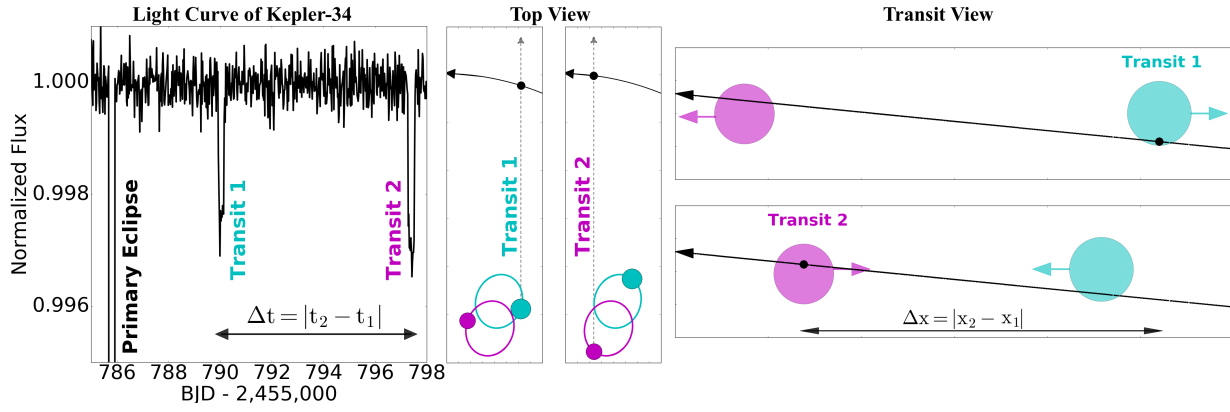 Light Curve of Kepler-34
Top View
Transit View
Normalized Flux
1.000
0.998
0.996
Primary Eclipse
Transit 1
Transit 2
Δt = |t₂ − t₁|
786 788 790 792 794 796 798
BJD - 2,455,000
Transit 1
Transit 2
Transit 1
Transit 2
Δx = |x₂ − x₁|